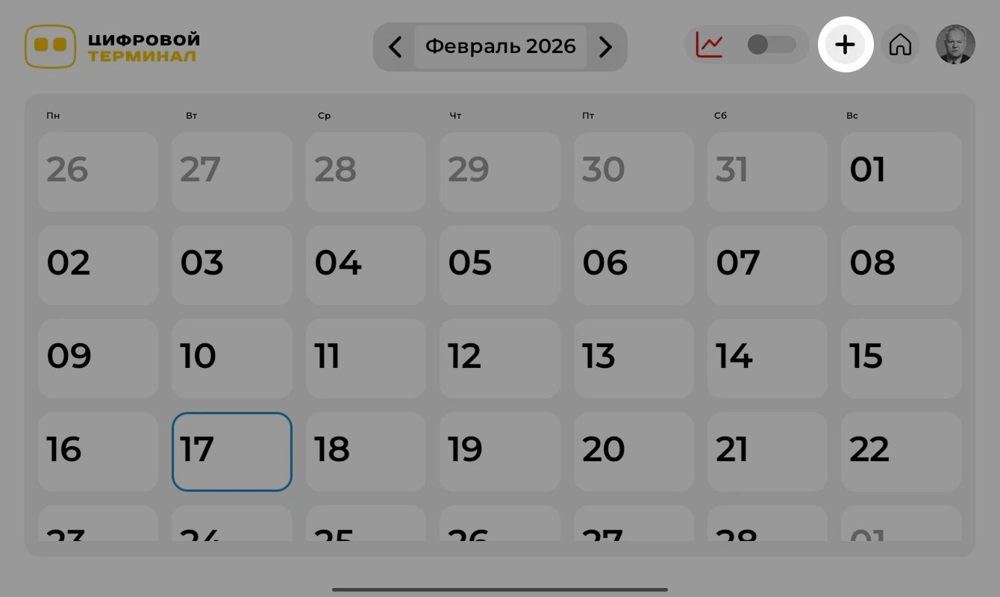 ЦИФРОВОЙ
ТЕРМИНАЛ
Февраль 2026
Пн Вт Ср Чт Пт Сб Вс
26 27 28 29 30 31 01
02 03 04 05 06 07 08
09 10 11 12 13 14 15
16 17 18 19 20 21 22
23 24 25 26 27 28 01